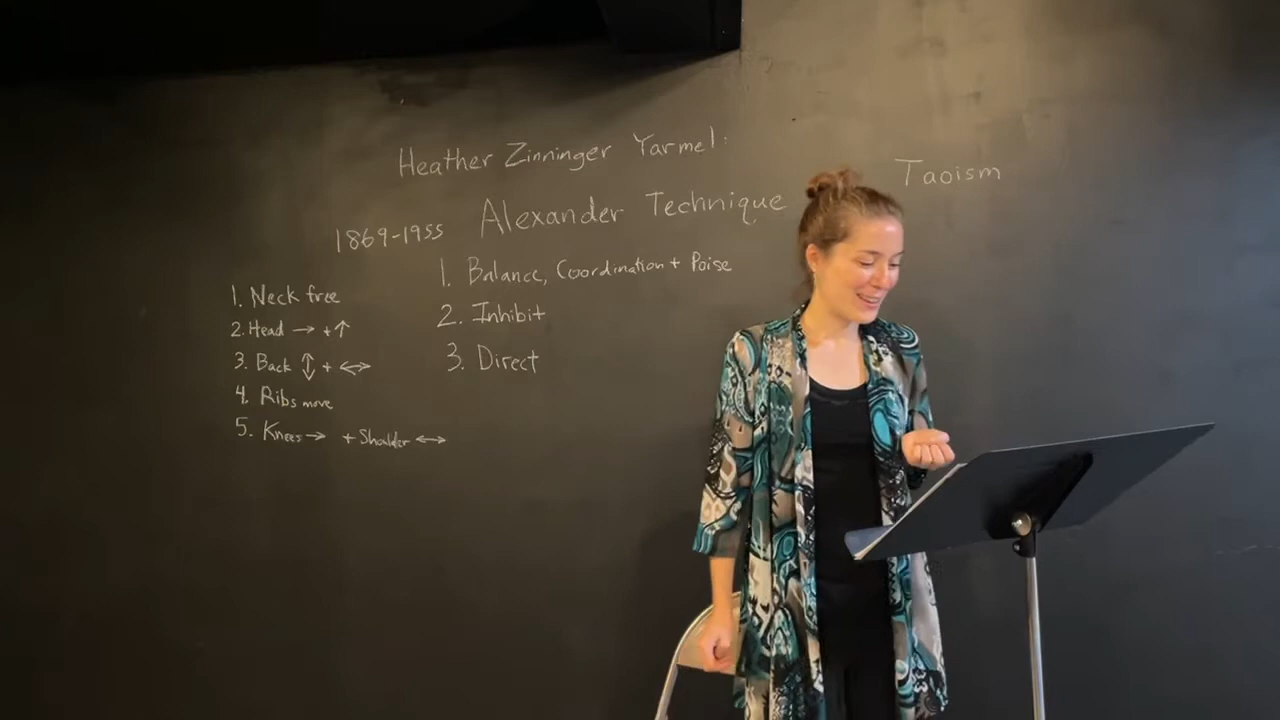 Heather Zinninger Yarmel:
Taoism
1869-1955 Alexander Technique
1. Balance, Coordination + Poise
2. Inhibit
3. Direct
1. Neck free
2. Head → + ↑
3. Back ↕ + ↔
4. Ribs move
5. Knees → + Shoulder ↔